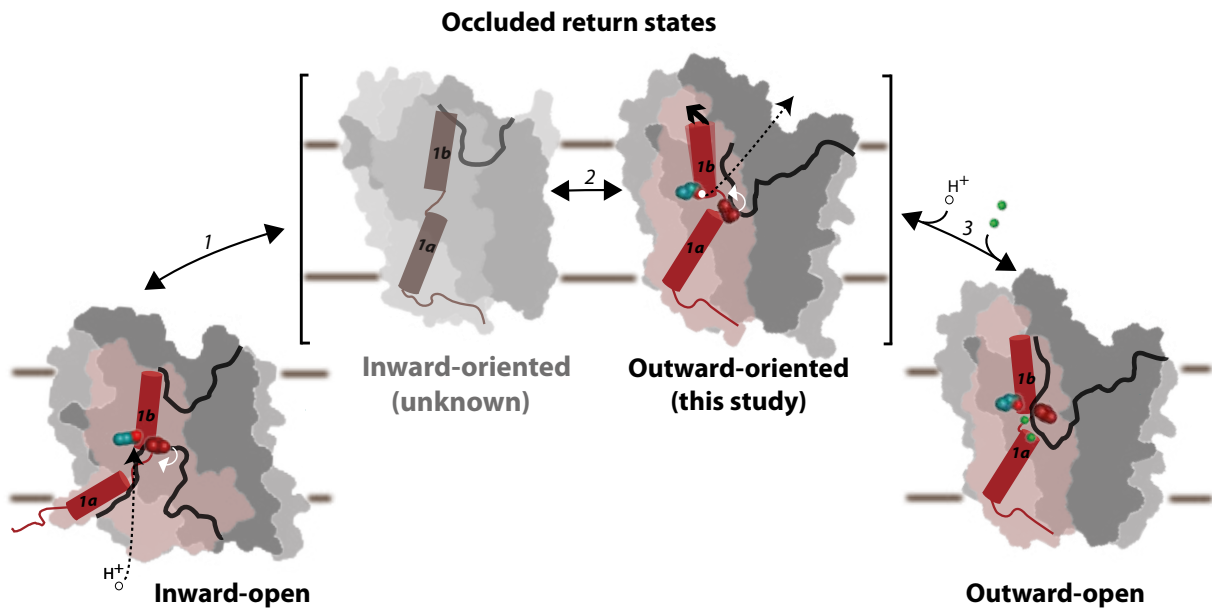 Occluded return states
1b
1a
Inward-oriented
(unknown)
2
1b
1a
Outward-oriented
(this study)
1
H+
3
1b
1a
H+
Inward-open
1b
1a
Outward-open